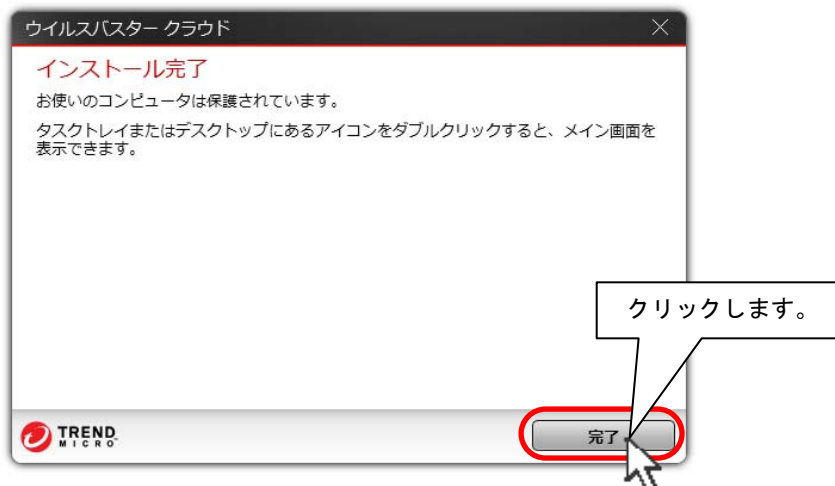 ウイルスバスター クラウド
インストール完了
お使いのコンピュータは保護されています。
タスクトレイまたはデスクトップにあるアイコンをダブルクリックすると、メイン画面を
表示できます。
クリックします。
TREND
MICRO
完了